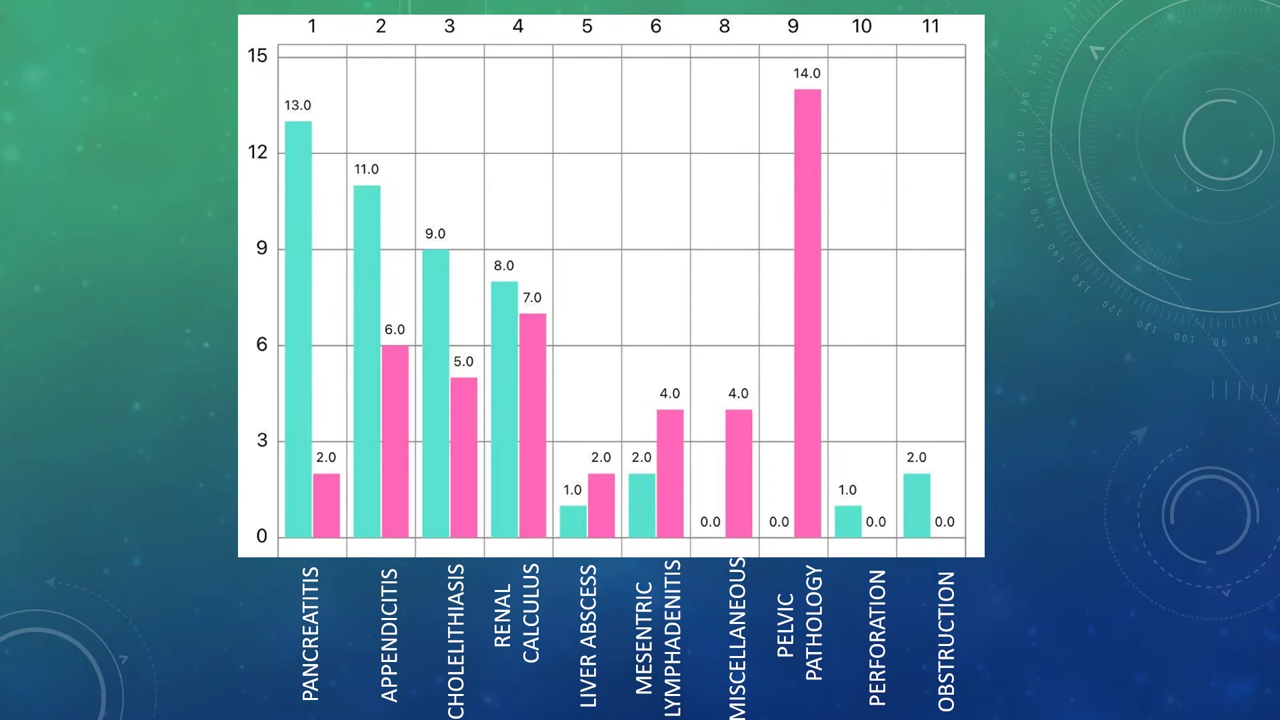 1 2 3 4 5 6 8 9 10 11
15
12
9
6
3
0
13.0 2.0
11.0 6.0
9.0 5.0
8.0 7.0
1.0 2.0
2.0 4.0
0.0 4.0
0.0 14.0
1.0 0.0
2.0 0.0
PANCREATITIS
APPENDICITIS
CHOLELITHIASIS
RENAL
CALCULUS
LIVER ABSCESS
MESENTRIC
LYMPHADENITIS
MISCELLANEOUS
PELVIC
PATHOLOGY
PERFORATION
OBSTRUCTION